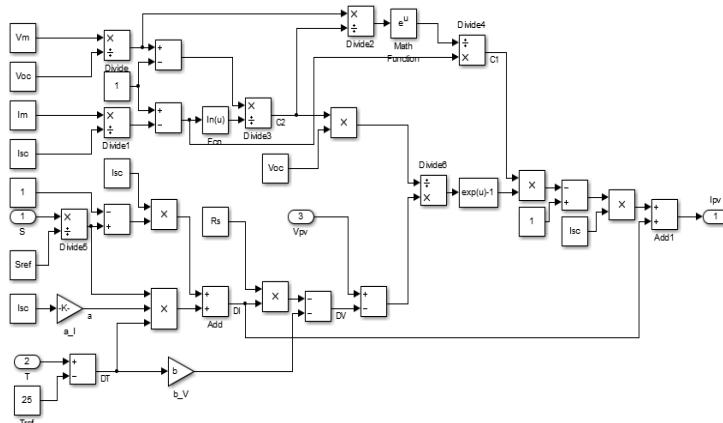 Vm
Voc
Divide
1
Im
Isc
Divide1
ln(u)
Fcn
Divide3
C2
Divide2
e^u
Math
Function
Divide4
C1
Voc
Divide6
exp(u)-1
1
Isc
Add1
Ipv
1
1
Isc
1
S
Divide5
Sref
Rs
3
Vpv
Isc
-K-
a
a_I
Add
DI
DV
2
T
DT
25
Tref
b
b_V